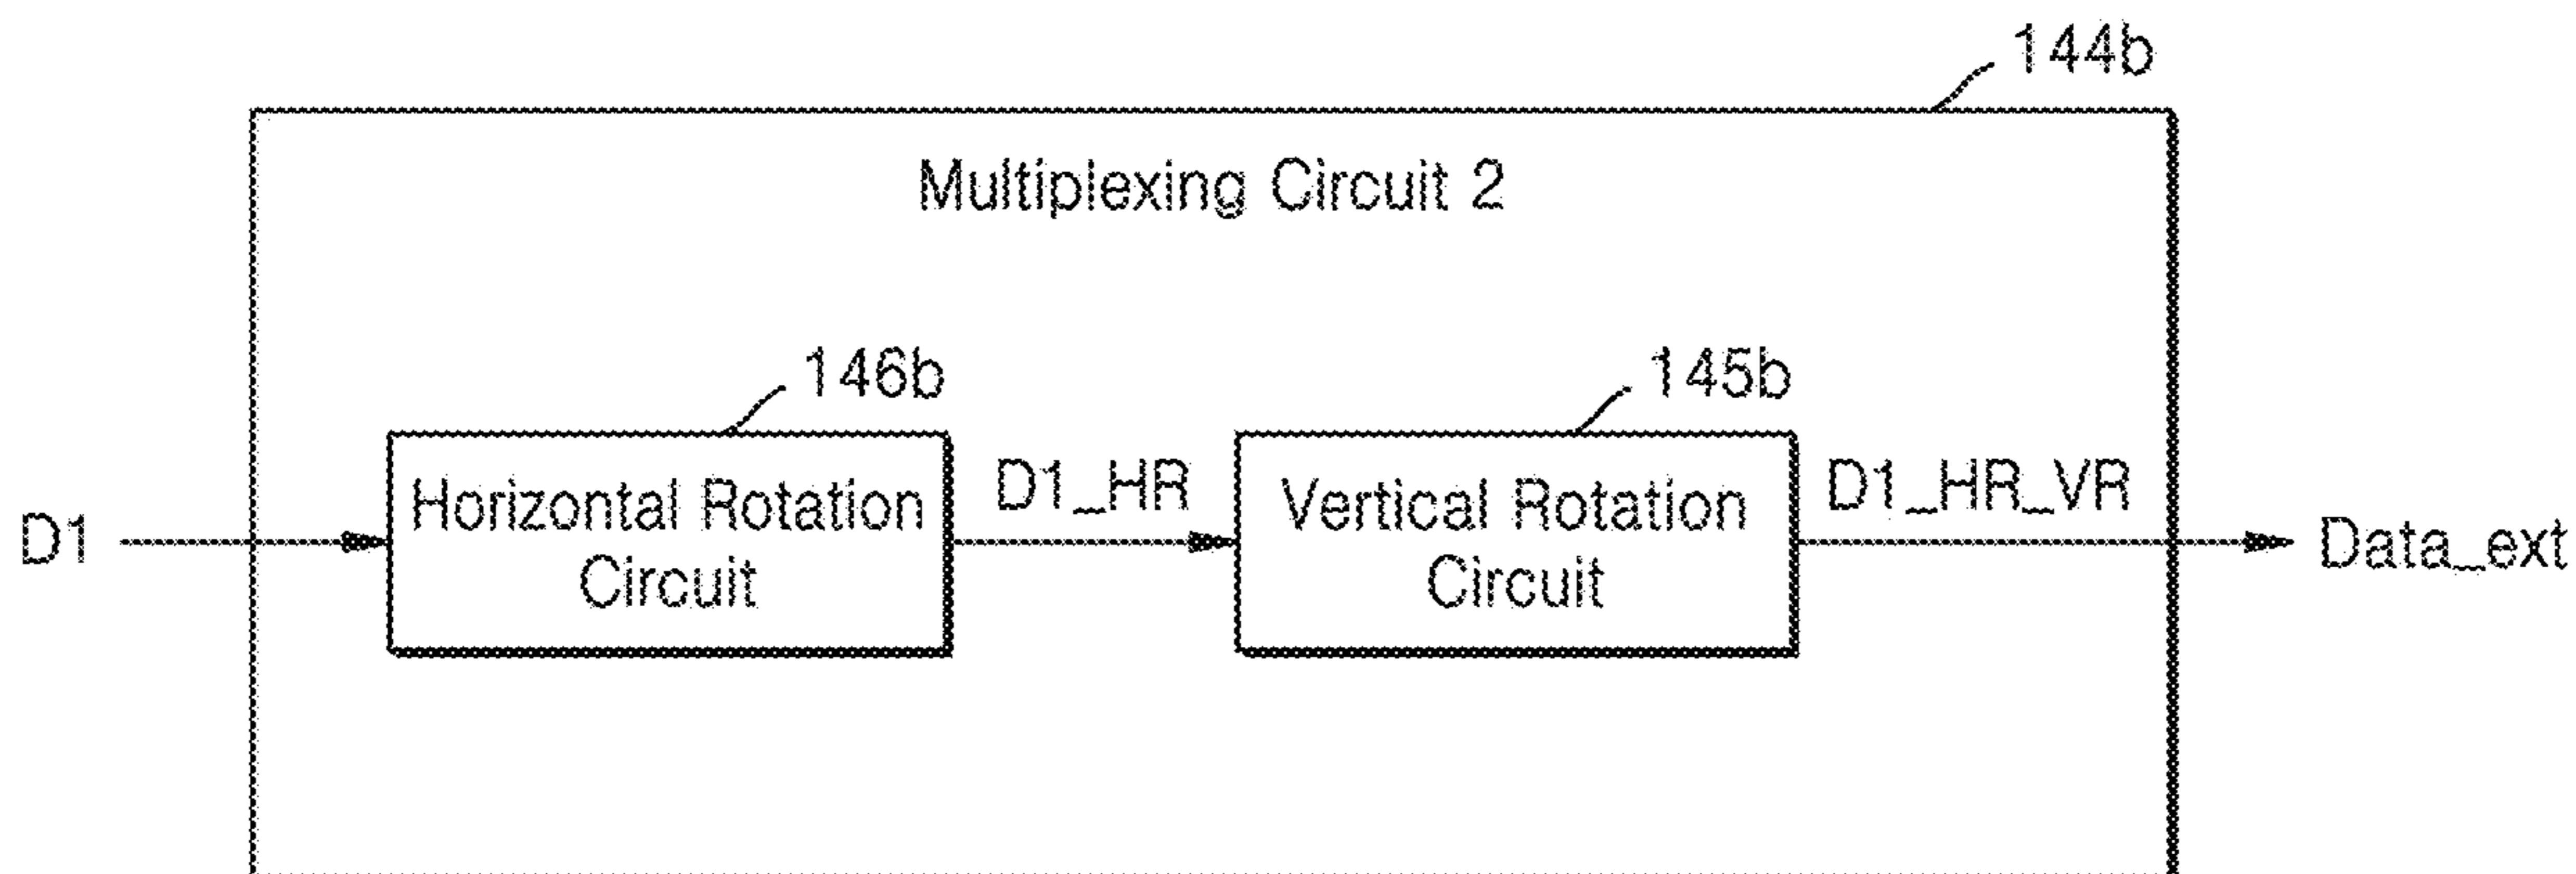 144b
Multiplexing Circuit 2
146b
145b
D1
Horizontal Rotation
Circuit
D1_HR
Vertical Rotation
Circuit
D1_HR_VR
Data_ext